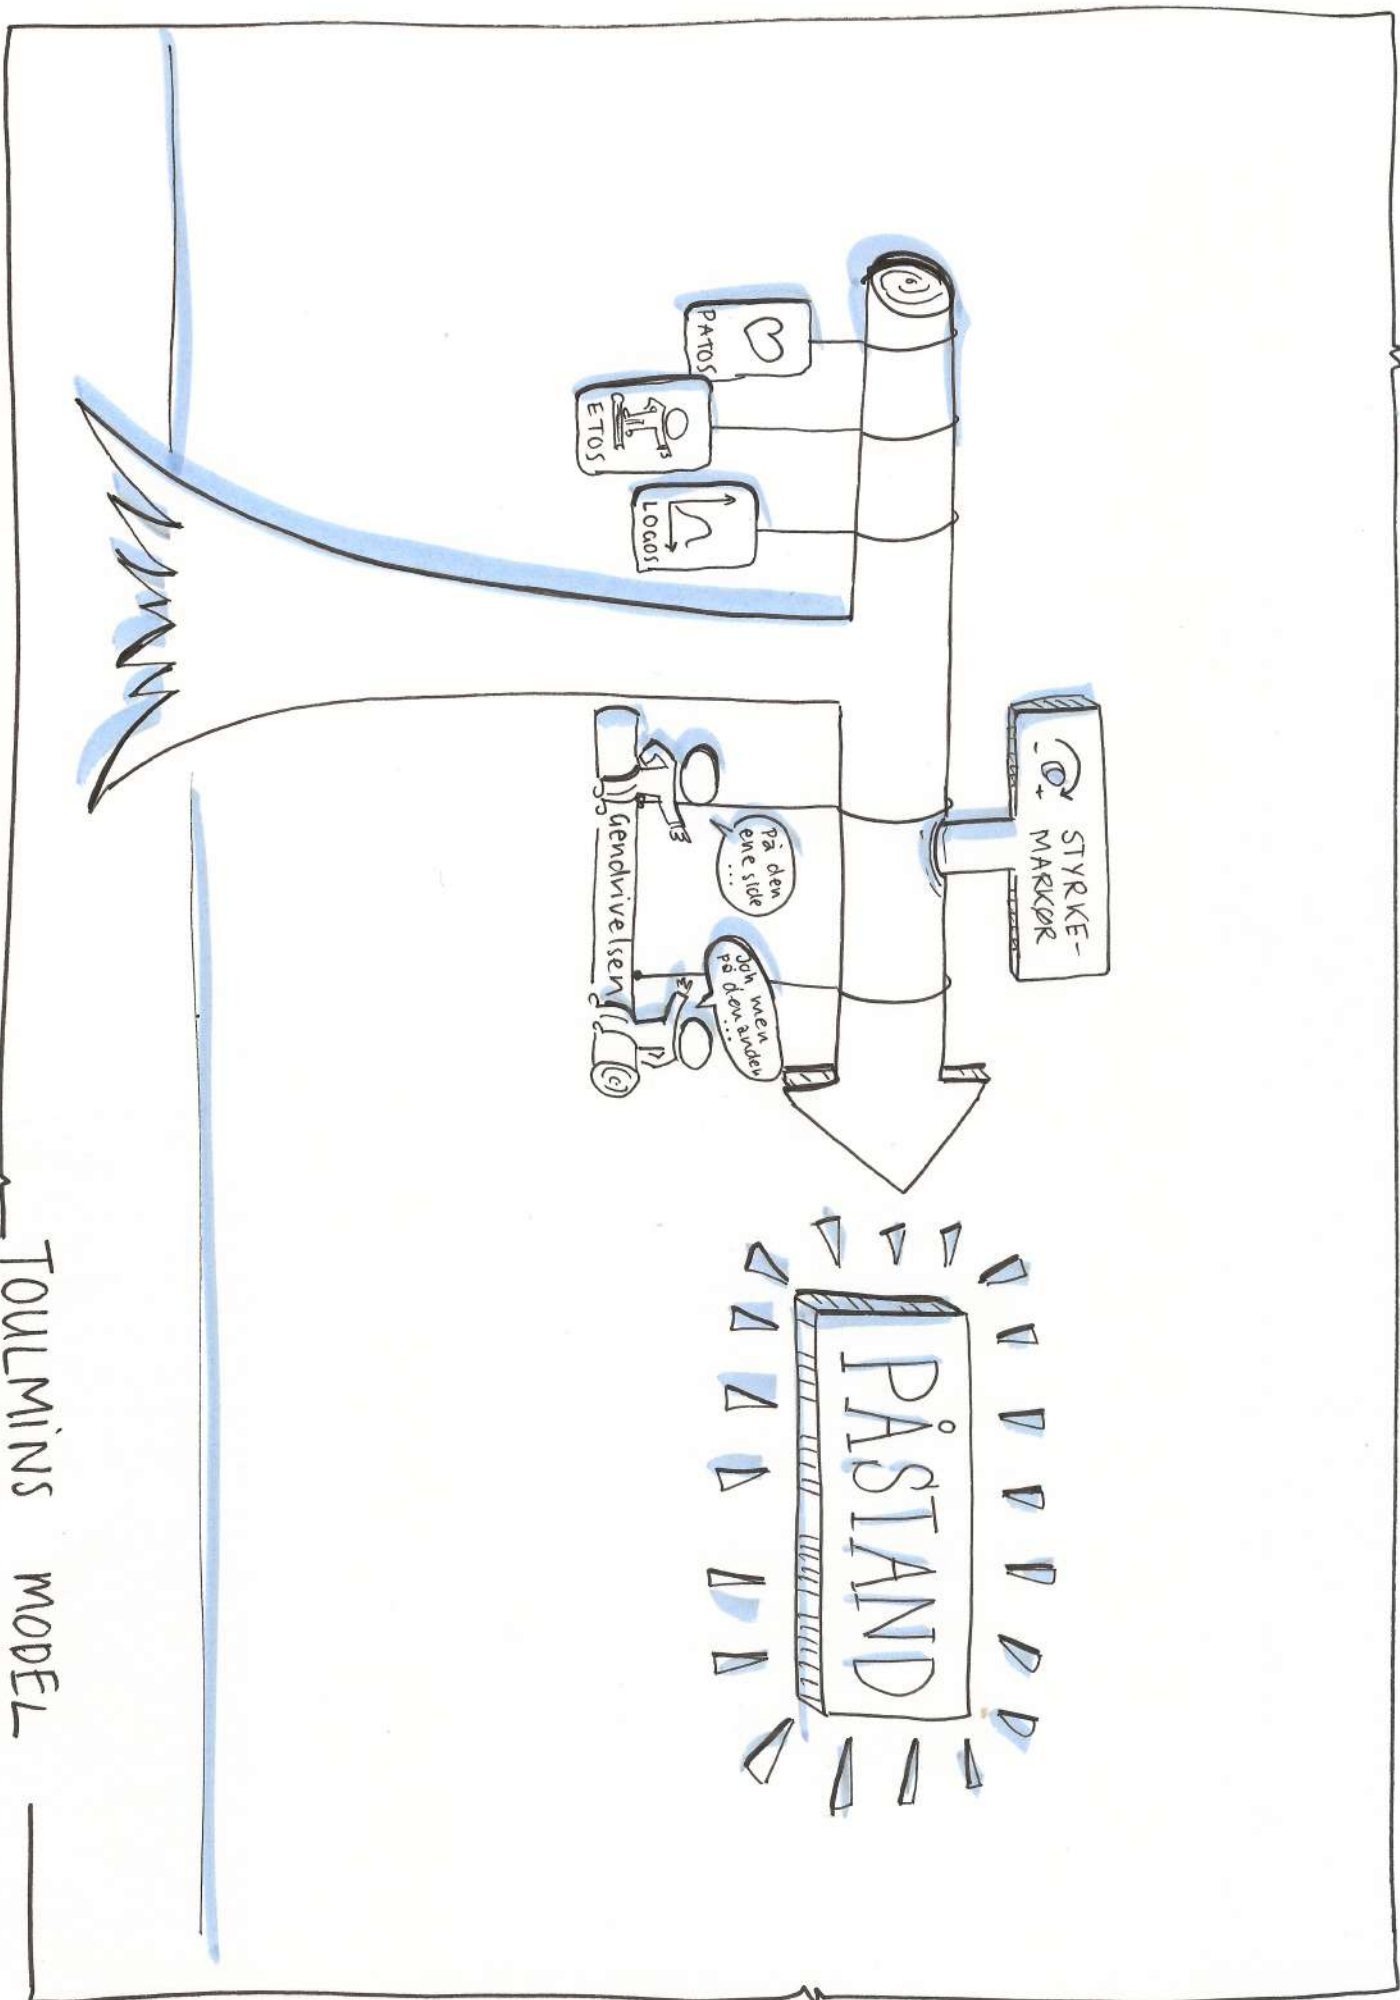 STYRKE-
MARKØR
- +
PÅSTAND
PATOS
ETOS
LOGOS
På den
ene side
...
Joh men
på den anden
...
Gendrivelsen
TOULMINS MODEL